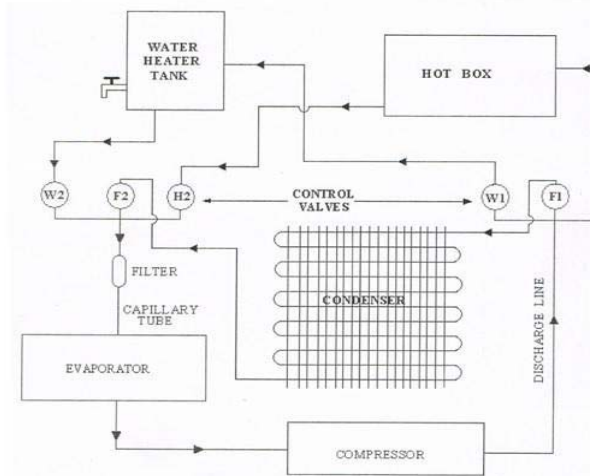 WATER
HEATER
TANK
HOT BOX
W2
F2
H2
CONTROL
VALVES
W1
F1
FILTER
CAPILLARY
TUBE
CONDENSER
DISCHARGE LINE
EVAPORATOR
COMPRESSOR